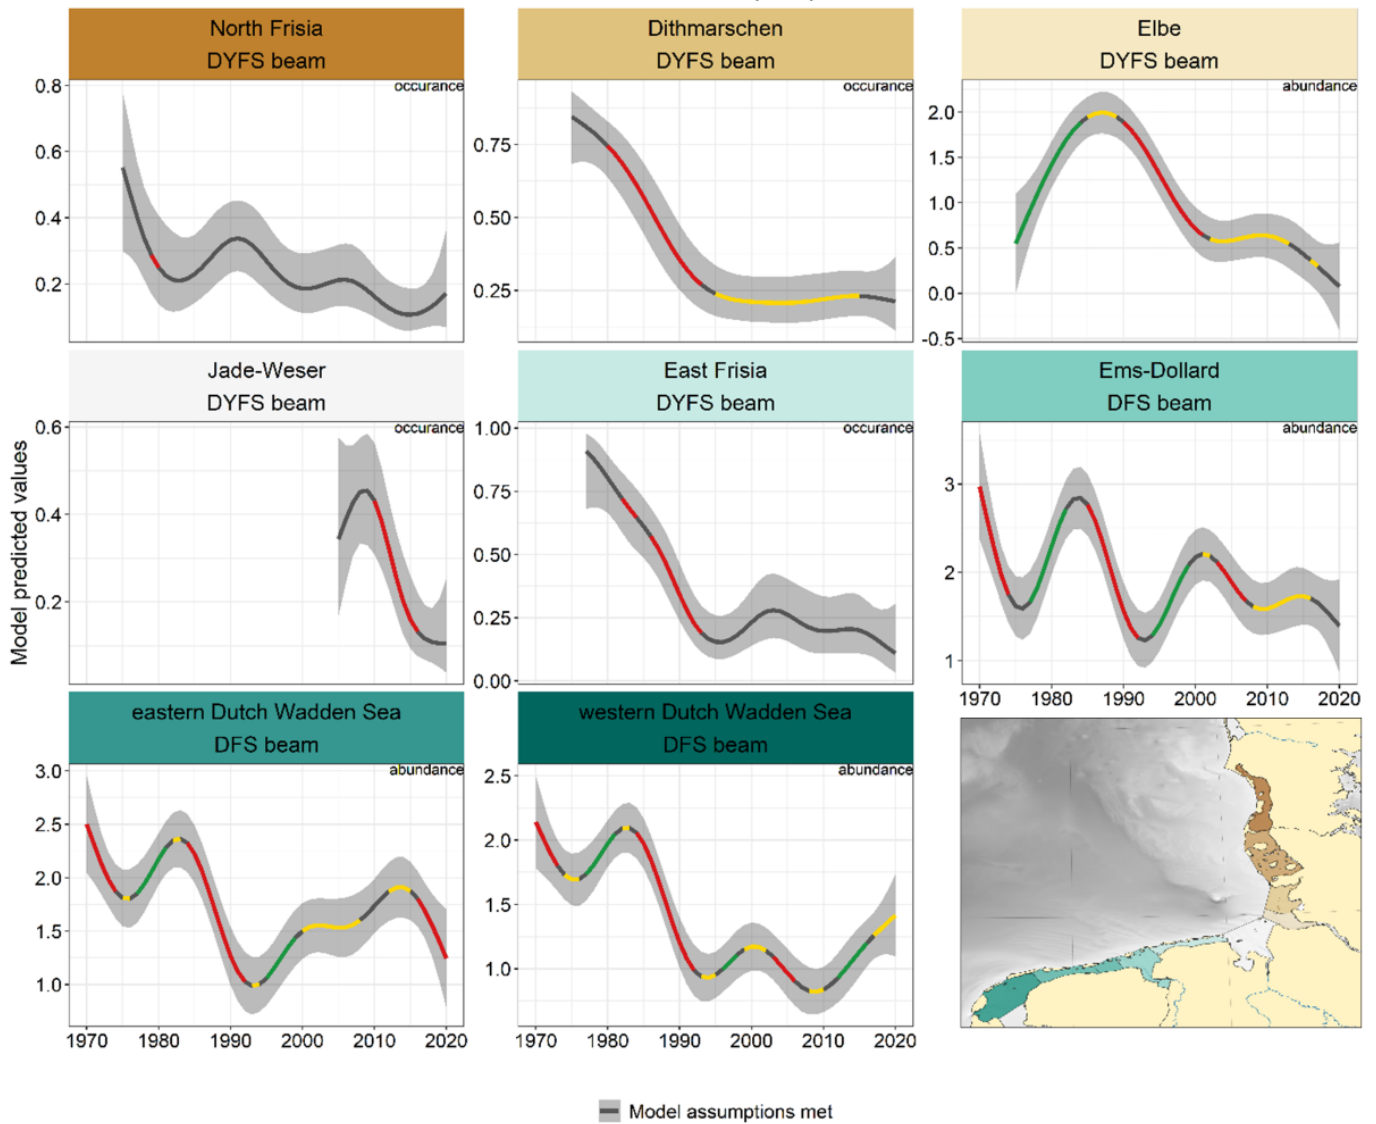 North Frisia
DYFS beam
Dithmarschen
DYFS beam
Elbe
DYFS beam
occurance
occurance
abundance
0.8
0.6
0.4
0.2
0.75
0.50
0.25
2.0
1.5
1.0
0.5
0.0
-0.5
Jade-Weser
DYFS beam
East Frisia
DYFS beam
Ems-Dollard
DFS beam
occurance
occurance
abundance
Model predicted values
0.6
0.4
0.2
1.00
0.75
0.50
0.25
0.00
3
2
1
1970 1980 1990 2000 2010 2020
eastern Dutch Wadden Sea
DFS beam
western Dutch Wadden Sea
DFS beam
abundance
abundance
3.0
2.5
2.0
1.5
1.0
2.5
2.0
1.5
1.0
1970 1980 1990 2000 2010 2020
1970 1980 1990 2000 2010 2020
Model assumptions met